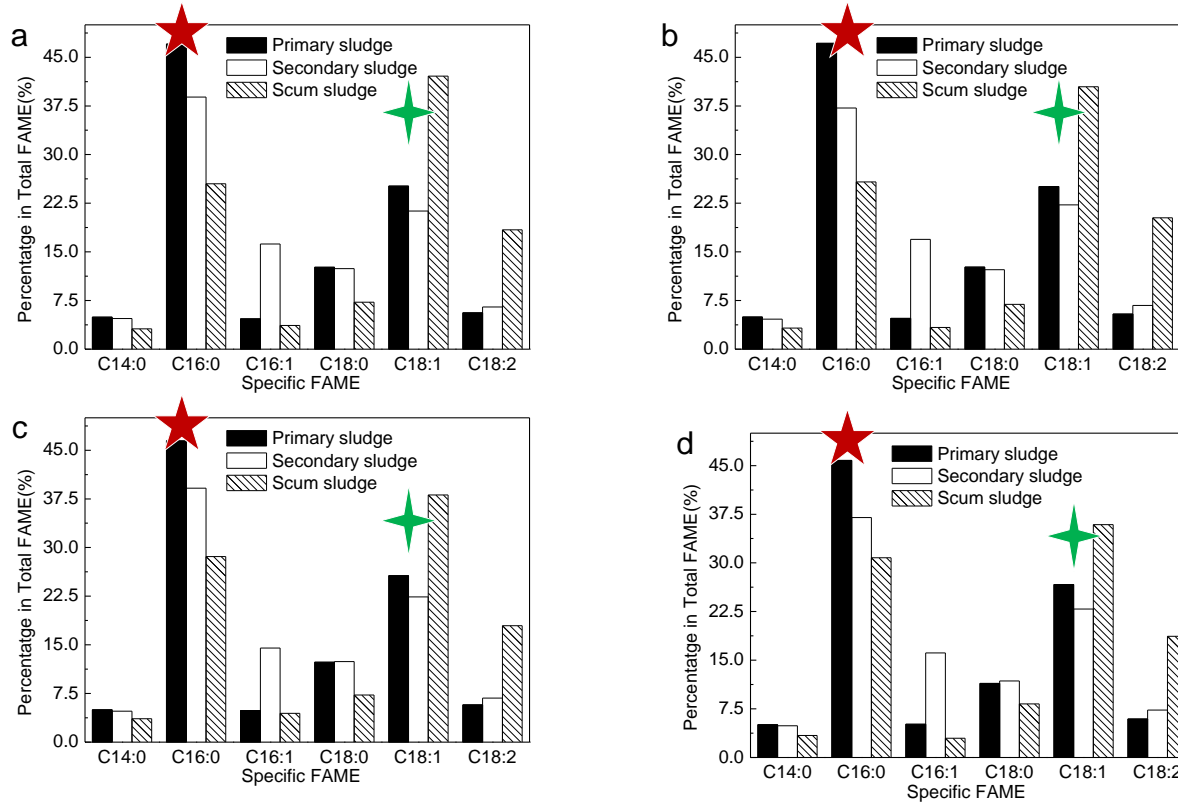 a
Primary sludge
Secondary sludge
Scum sludge
45.0
37.5
30.0
22.5
15.0
7.5
0.0
Percentatge in Total FAME(%)
C14:0 C16:0 C16:1 C18:0 C18:1 C18:2
Specific FAME
b
Primary sludge
Secondary sludge
Scum sludge
45.0
37.5
30.0
22.5
15.0
7.5
0.0
Percentatge in Total FAME(%)
C14:0 C16:0 C16:1 C18:0 C18:1 C18:2
Specific FAME
c
Primary sludge
Secondary sludge
Scum sludge
45.0
37.5
30.0
22.5
15.0
7.5
0.0
Percentatge in Total FAME(%)
C14:0 C16:0 C16:1 C18:0 C18:1 C18:2
Specific FAME
d
Primary sludge
Secondary sludge
Scum sludge
45.0
37.5
30.0
22.5
15.0
7.5
0.0
Percentatge in Total FAME(%)
C14:0 C16:0 C16:1 C18:0 C18:1 C18:2
Specific FAME